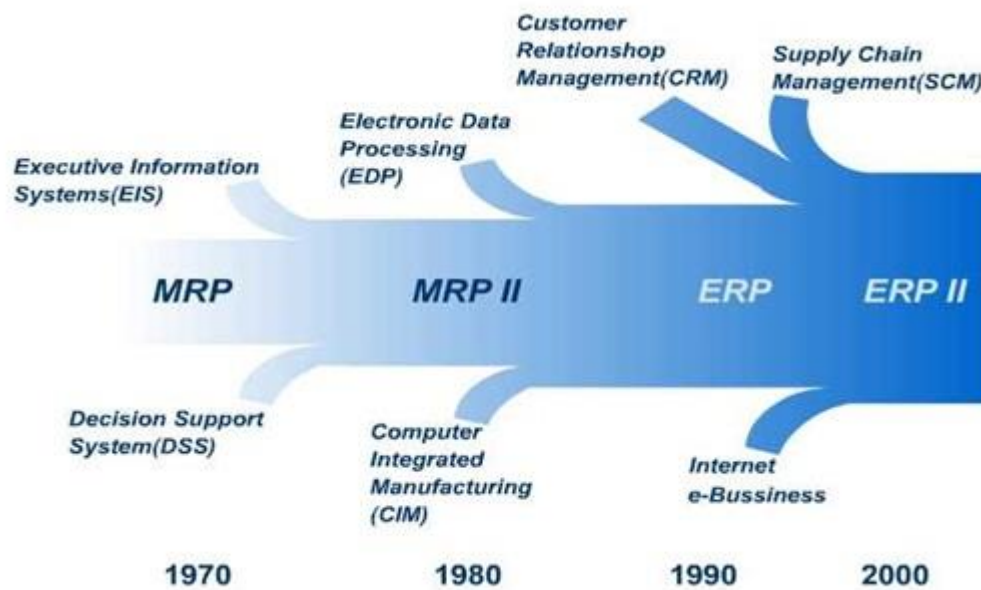 Customer
Relationshop
Management(CRM)
Supply Chain
Management(SCM)
Electronic Data
Processing
(EDP)
Executive Information
Systems(EIS)
MRP
MRP II
ERP
ERP II
Decision Support
System(DSS)
Computer
Integrated
Manufacturing
(CIM)
Internet
e-Bussiness
1970
1980
1990
2000